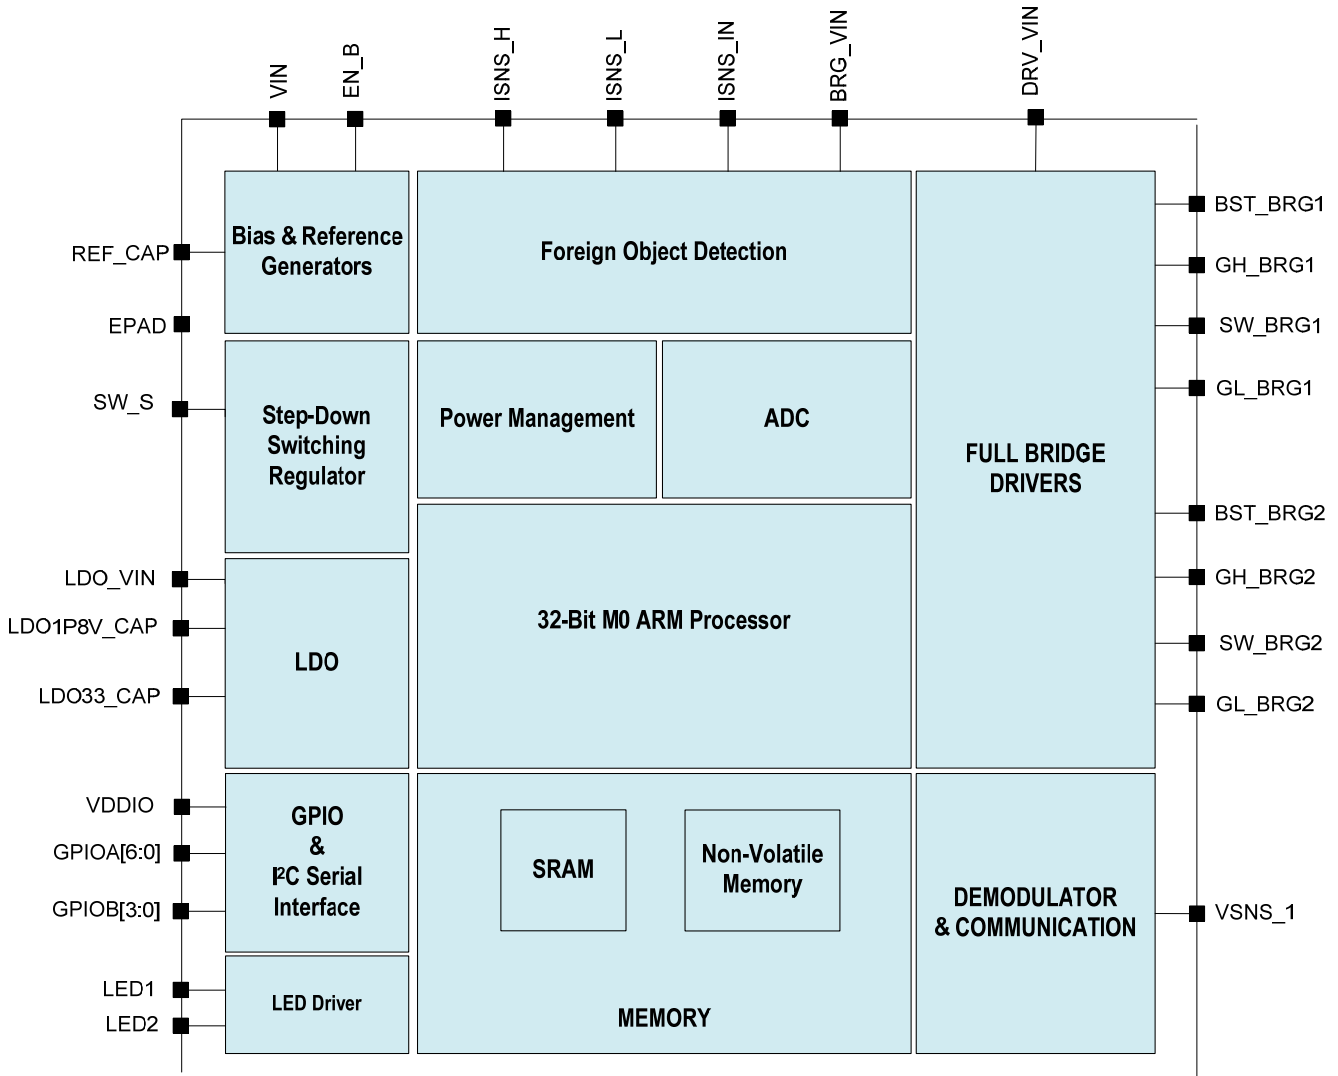 VIN
EN_B
ISNS_H
ISNS_L
ISNS_IN
BRG_VIN
DRV_VIN
REF_CAP
EPAD
SW_S
LDO_VIN
LDO1P8V_CAP
LDO33_CAP
VDDIO
GPIOA[6:0]
GPIOB[3:0]
LED1
LED2
Bias & Reference
Generators
Step-Down
Switching
Regulator
LDO
GPIO
&
I²C Serial
Interface
LED Driver
Foreign Object Detection
Power Management
ADC
32-Bit M0 ARM Processor
SRAM
Non-Volatile
Memory
MEMORY
FULL BRIDGE
DRIVERS
DEMODULATOR
& COMMUNICATION
BST_BRG1
GH_BRG1
SW_BRG1
GL_BRG1
BST_BRG2
GH_BRG2
SW_BRG2
GL_BRG2
VSNS_1